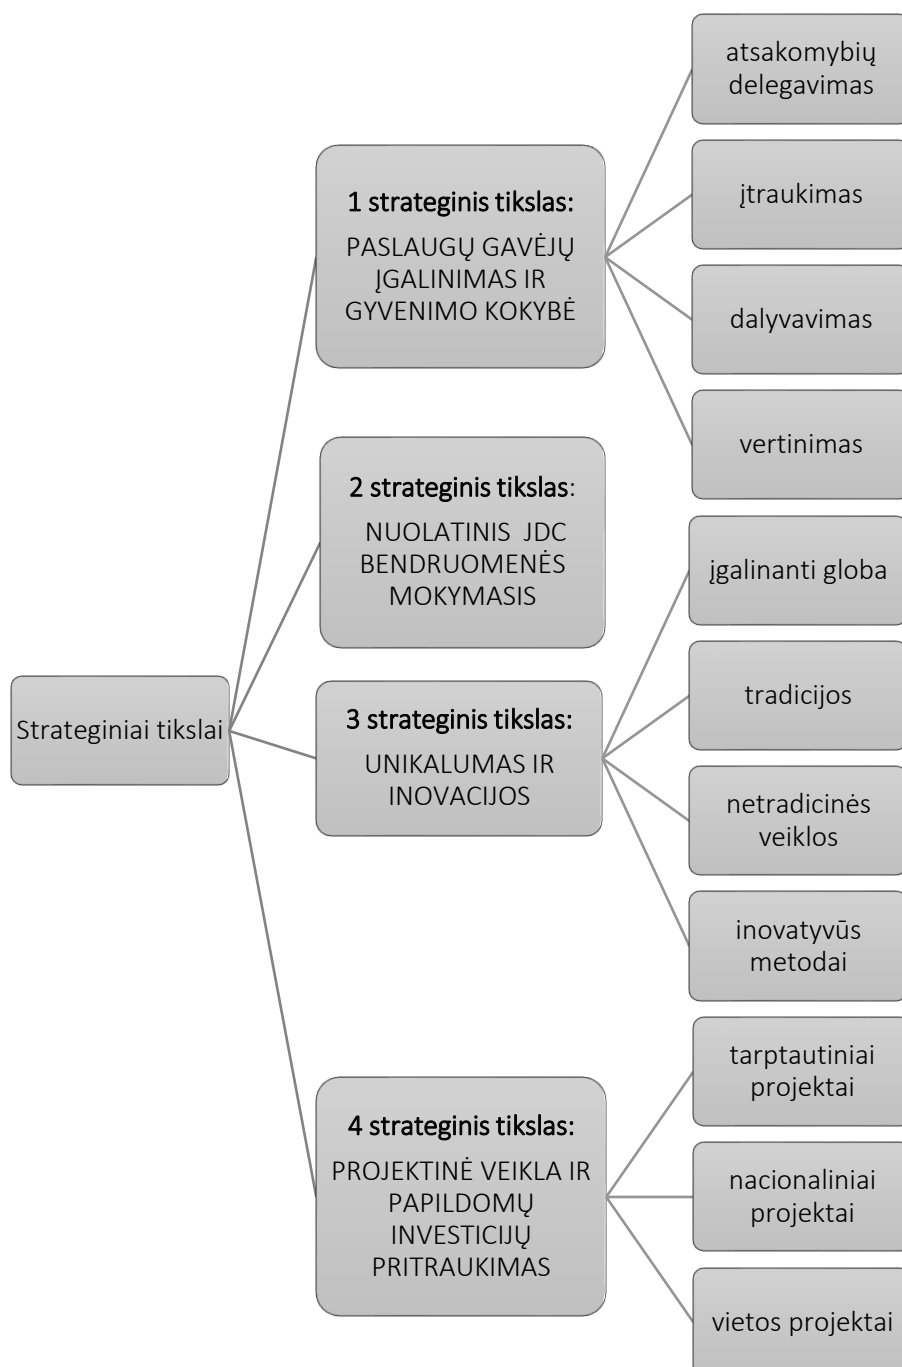 Strateginiai tikslai
1 strateginis tikslas:
PASLAUGŲ GAVĖJŲ
ĮGALINIMAS IR
GYVENIMO KOKYBĖ
atsakomybių
delegavimas
įtraukimas
dalyvavimas
vertinimas
2 strateginis tikslas:
NUOLATINIS JDC
BENDRUOMENĖS
MOKYMASIS
3 strateginis tikslas:
UNIKALUMAS IR
INOVACIJOS
įgalinanti globa
tradicijos
netradicinės
veiklos
inovatyvūs
metodai
4 strateginis tikslas:
PROJEKTINĖ VEIKLA IR
PAPILDOMŲ
INVESTICIJŲ
PRITRAUKIMAS
tarptautiniai
projektai
nacionaliniai
projektai
vietos projektai